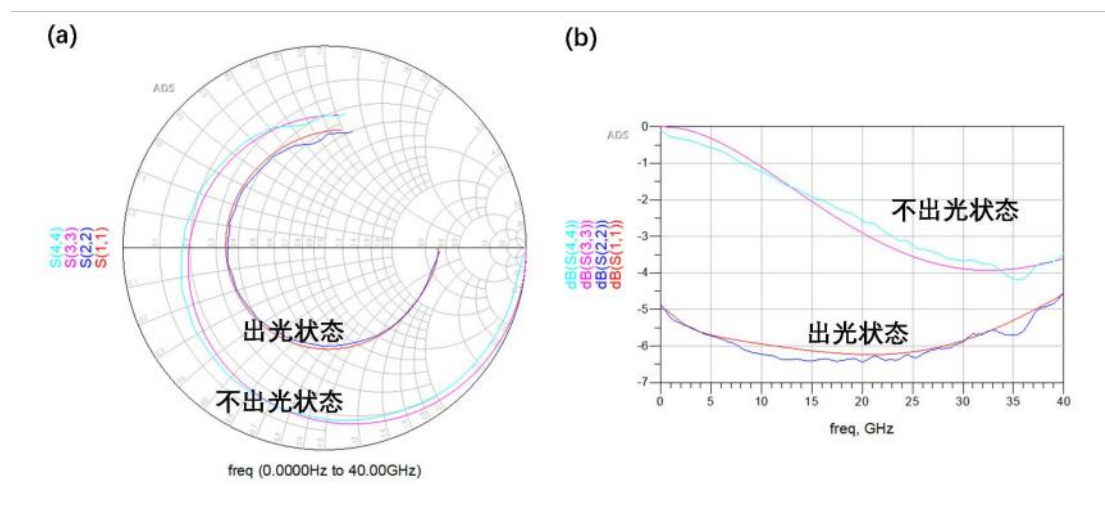 (a)
ADS
S(4,4)
S(3,3)
S(2,2)
S(1,1)
出光状态
不出光状态
freq (0.0000Hz to 40.00GHz)
(b)
ADS
dB(S(4,4))
dB(S(3,3))
dB(S(2,2))
dB(S(1,1))
0
-1
-2
-3
-4
-5
-6
-7
不出光状态
出光状态
0 5 10 15 20 25 30 35 40
freq, GHz